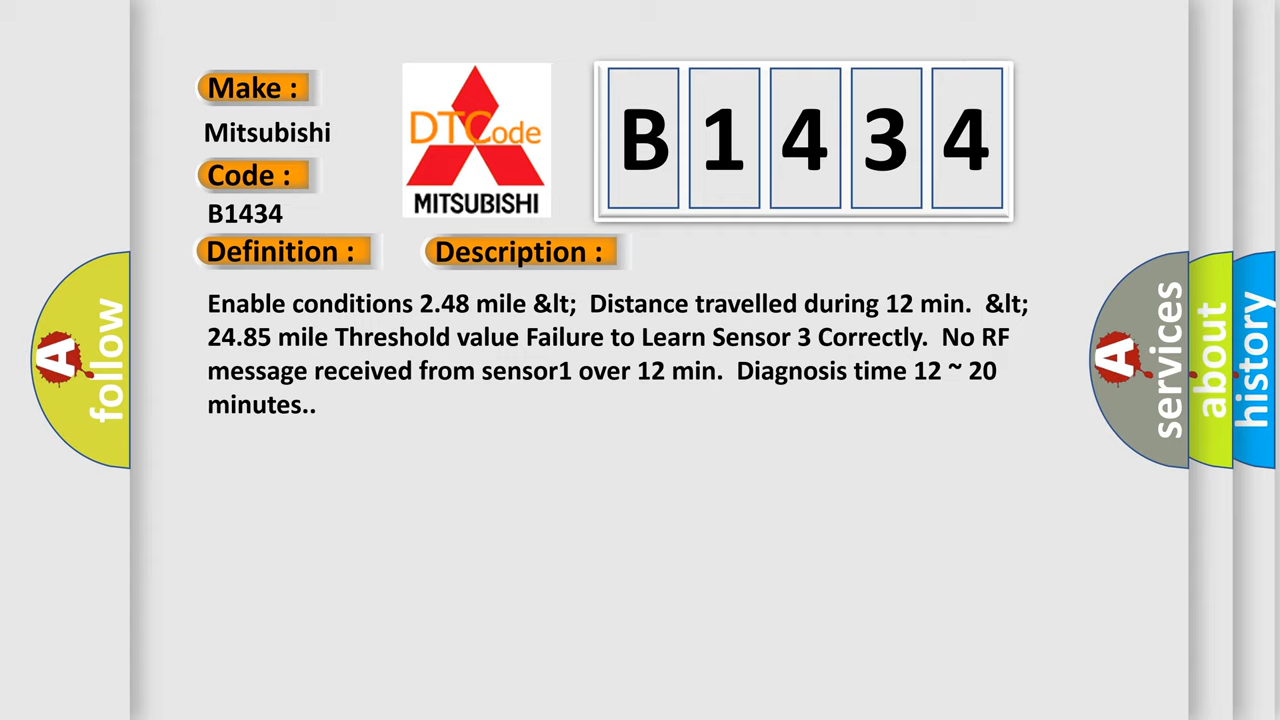 Make :
Mitsubishi
Code :
B1434
DTCode
MITSUBISHI
B 1 4 3 4
Definition :
Description :
Enable conditions 2.48 mile &lt; Distance travelled during 12 min. &lt;
24.85 mile Threshold value Failure to Learn Sensor 3 Correctly. No RF
message received from sensor1 over 12 min. Diagnosis time 12 ~ 20
minutes..
A follow
A services
about
history